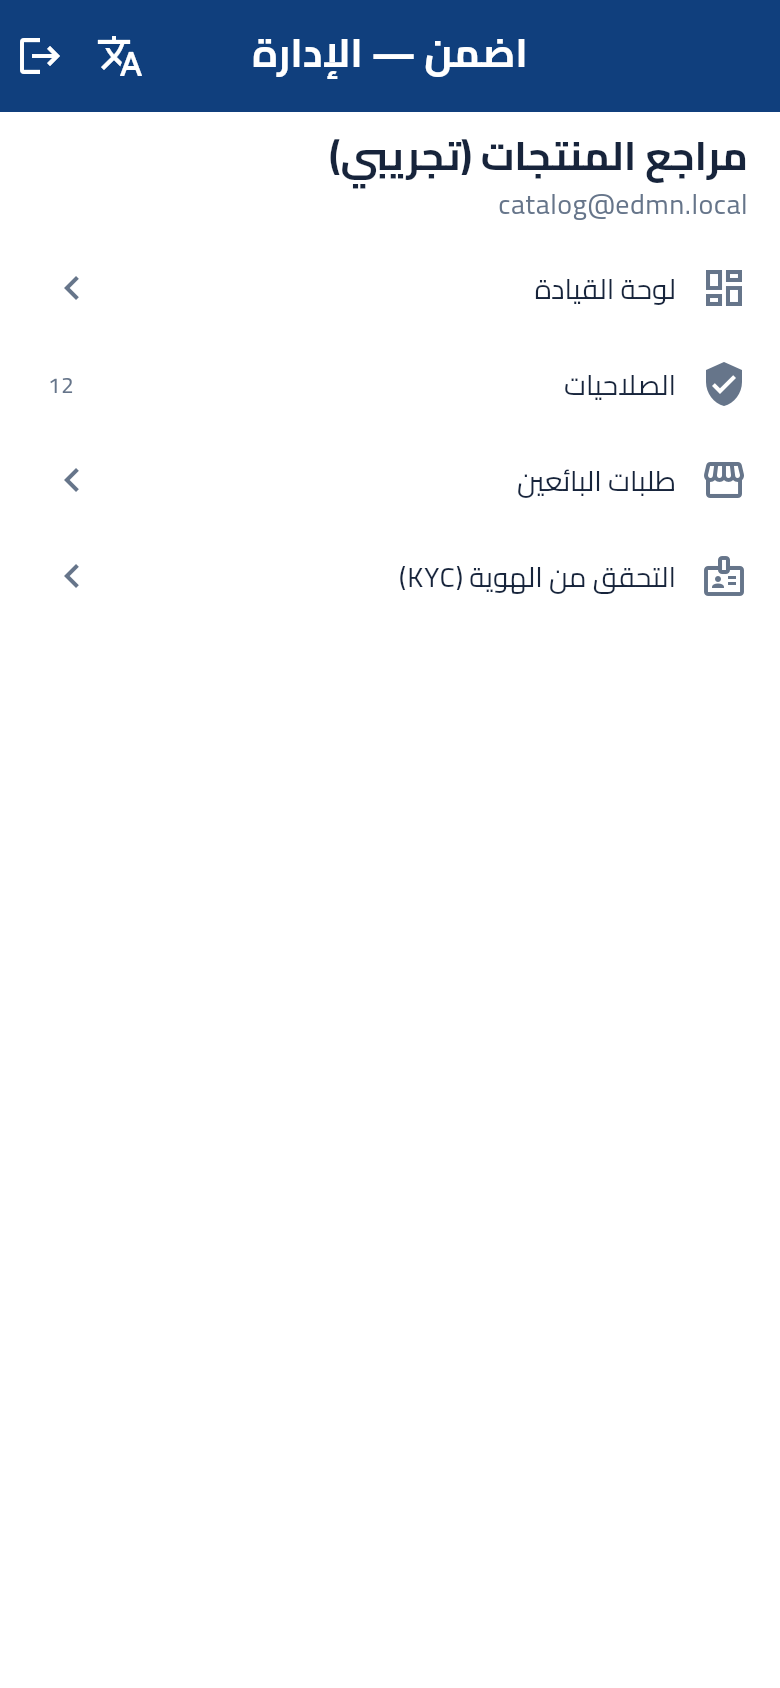 اضمن — الإدارة
مراجع المنتجات (تجريبي)
catalog@edmn.local
لوحة القيادة
الصلاحيات 12
طلبات البائعين
التحقق من الهوية (KYC)